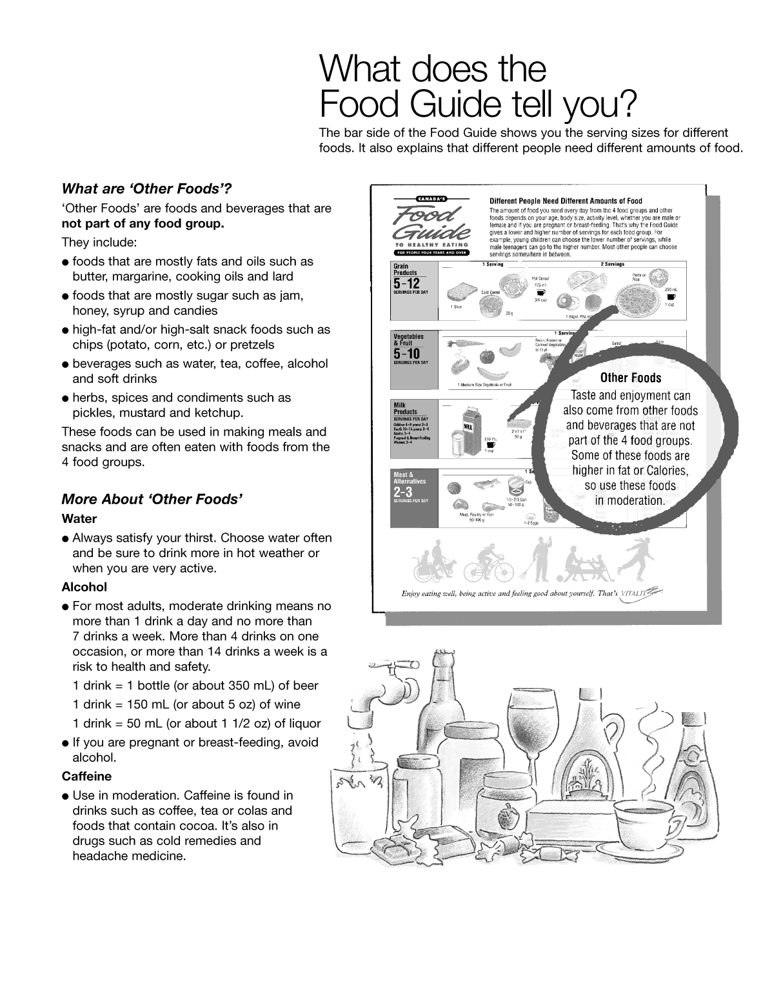 What does the
Food Guide tell you?
The bar side of the Food Guide shows you the serving sizes for different
foods. It also explains that different people need different amounts of food.
What are ‘Other Foods’?
‘Other Foods’ are foods and beverages that are
not part of any food group.
They include:
● foods that are mostly fats and oils such as
butter, margarine, cooking oils and lard
● foods that are mostly sugar such as jam,
honey, syrup and candies
● high-fat and/or high-salt snack foods such as
chips (potato, corn, etc.) or pretzels
● beverages such as water, tea, coffee, alcohol
and soft drinks
● herbs, spices and condiments such as
pickles, mustard and ketchup.
These foods can be used in making meals and
snacks and are often eaten with foods from the
4 food groups.
More About ‘Other Foods’
Water
● Always satisfy your thirst. Choose water often
and be sure to drink more in hot weather or
when you are very active.
Alcohol
● For most adults, moderate drinking means no
more than 1 drink a day and no more than
7 drinks a week. More than 4 drinks on one
occasion, or more than 14 drinks a week is a
risk to health and safety.
1 drink = 1 bottle (or about 350 mL) of beer
1 drink = 150 mL (or about 5 oz) of wine
1 drink = 50 mL (or about 1 1/2 oz) of liquor
● If you are pregnant or breast-feeding, avoid
alcohol.
Caffeine
● Use in moderation. Caffeine is found in
drinks such as coffee, tea or colas and
foods that contain cocoa. It’s also in
drugs such as cold remedies and
headache medicine.
CANADA'S
Food
Guide
TO HEALTHY EATING
FOR PEOPLE FOUR YEARS AND OVER
Different People Need Different Amounts of Food
The amount of food you need every day from the 4 food groups and other
foods depends on your age, body size, activity level, whether you are male or
female and if you are pregnant or breast-feeding. That's why the Food Guide
gives a lower and higher number of servings for each food group. For
example, young children can choose the lower number of servings, while
male teenagers can go to the higher number. Most other people can choose
servings somewhere in between.
Grain
Products
5-12
SERVINGS PER DAY
1 Serving
2 Servings
1 Slice
Cold Cereal
30 g
Hot Cereal
175 ml
3/4 cup
1 Bagel, Pita or
Pasta or
Rice
250 mL
1 cup
Vegetables
& Fruit
5-10
SERVINGS PER DAY
1 Serving
1 Medium Size Vegetable or Fruit
Fresh, Frozen or
Canned Vegetables
or Fruit
Salad
Juice
Milk
Products
SERVINGS PER DAY
Children 4-9 years: 2-3
Youth 10-16 years: 3-4
Adults: 2-4
Pregnant & Breast-feeding
Women: 3-4
MILK
250 mL
1 cup
3"x1"x1"
50 g
Meat &
Alternatives
2-3
SERVINGS PER DAY
Meat, Poultry or Fish
50-100 g
Fish
1/3-2/3 Can
50-100 g
1-2 Eggs
Other Foods
Taste and enjoyment can
also come from other foods
and beverages that are not
part of the 4 food groups.
Some of these foods are
higher in fat or Calories,
so use these foods
in moderation.
Enjoy eating well, being active and feeling good about yourself. That's VITALIT